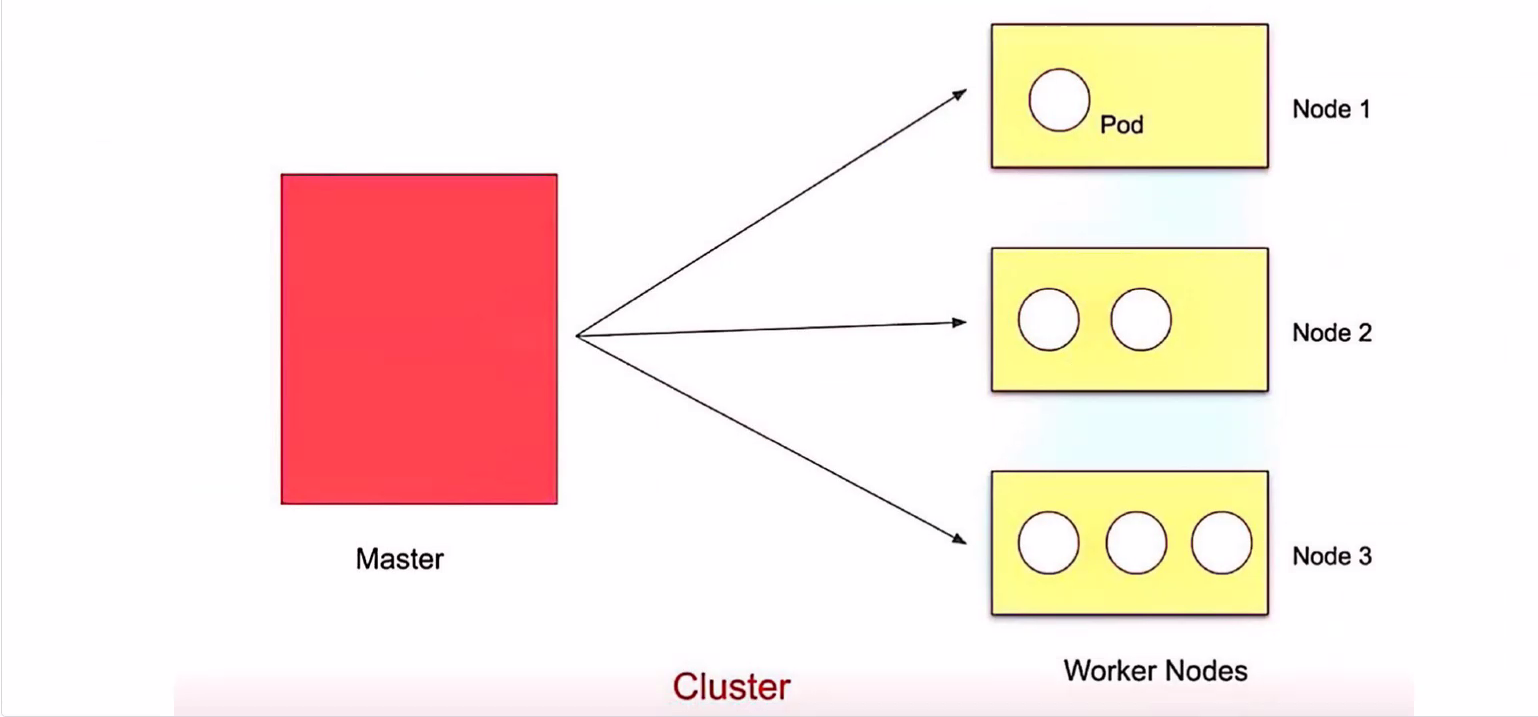 Pod
Node 1
Node 2
Node 3
Master
Worker Nodes
Cluster